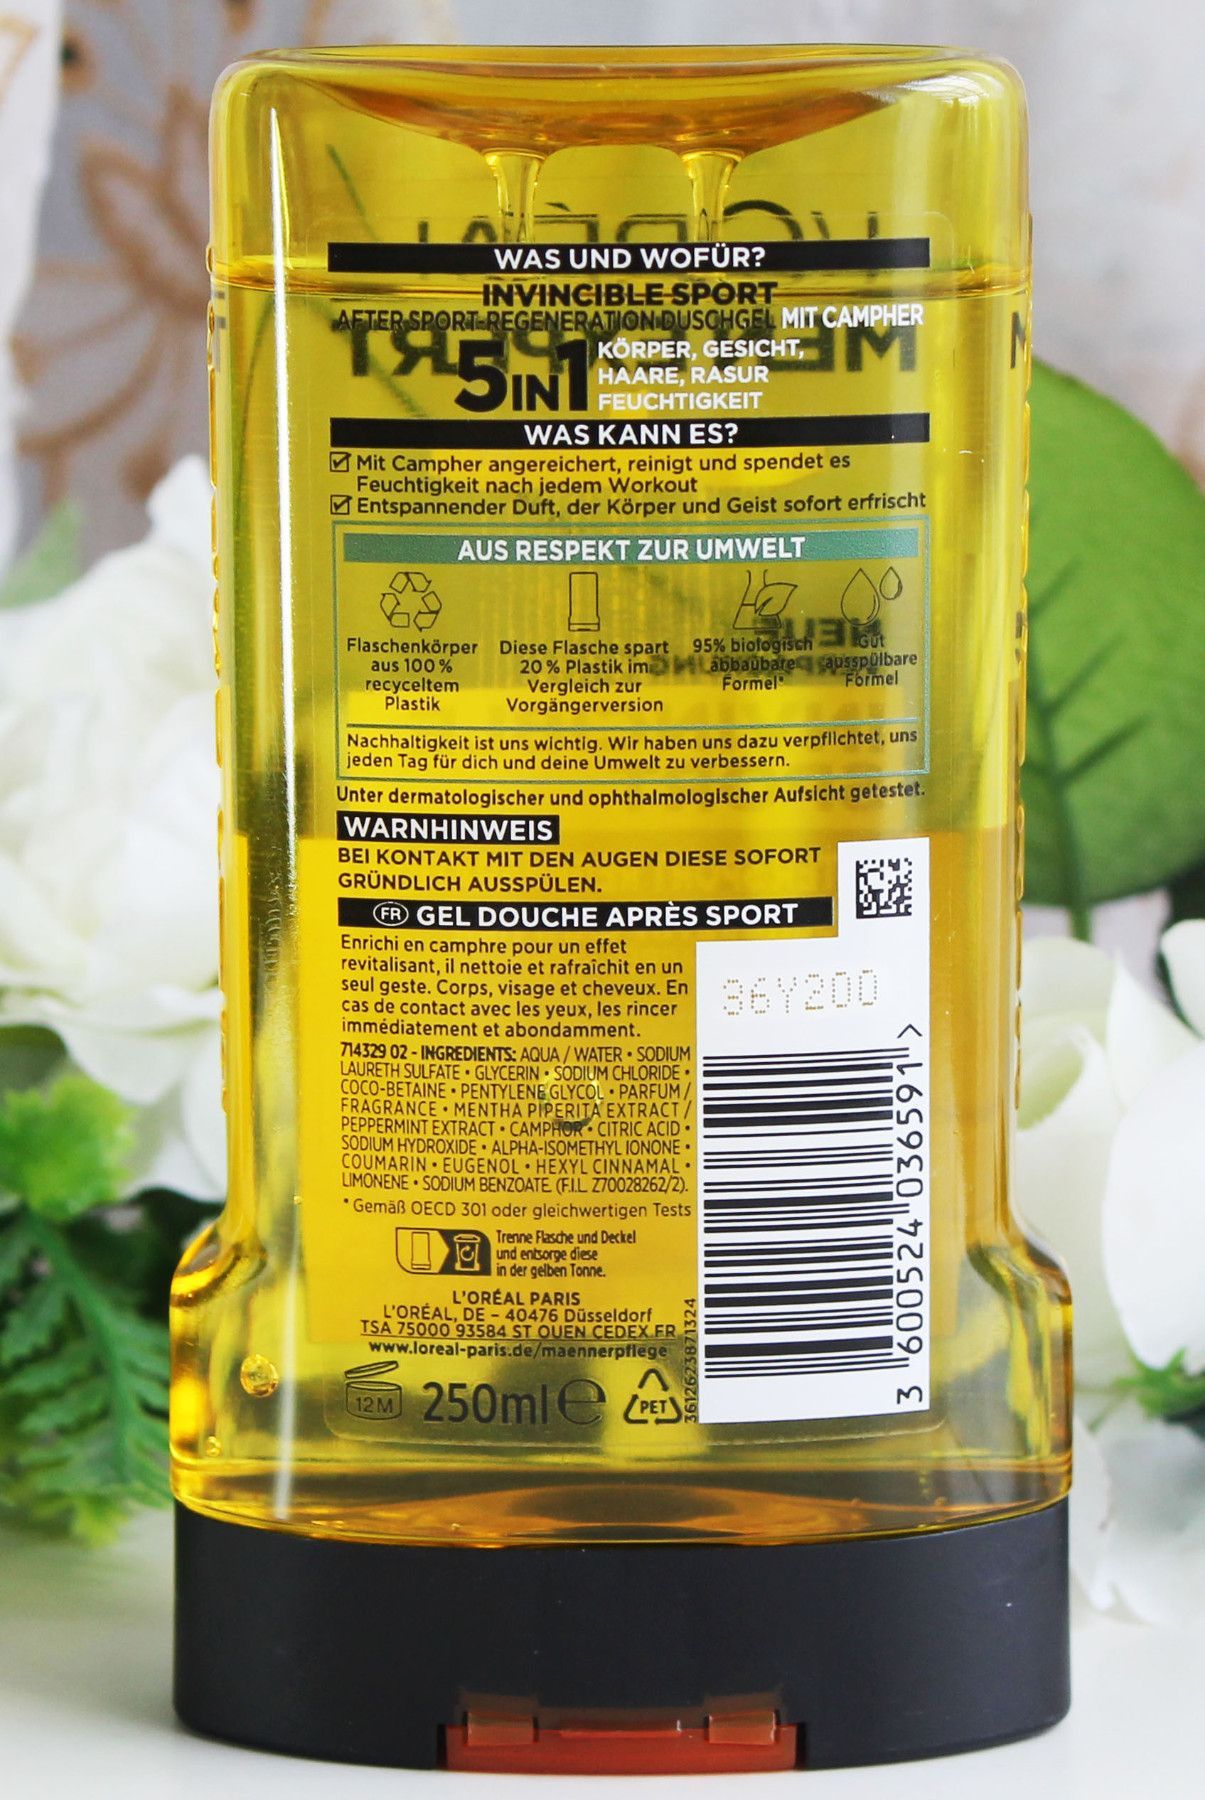 WAS UND WOFÜR?
INVINCIBLE SPORT
AFTER SPORT-REGENERATION DUSCHGEL MIT CAMPHER
5IN1
KÖRPER, GESICHT,
HAARE, RASUR
FEUCHTIGKEIT
WAS KANN ES?
Mit Campher angereichert, reinigt und spendet es
Feuchtigkeit nach jedem Workout
Entspannender Duft, der Körper und Geist sofort erfrischt
AUS RESPEKT ZUR UMWELT
Flaschenkörper
aus 100 %
recyceltem
Plastik
Diese Flasche spart
20 % Plastik im
Vergleich zur
Vorgängerversion
95% biologisch
abbaubare
Formel*
Gut
ausspülbare
Formel
Nachhaltigkeit ist uns wichtig. Wir haben uns dazu verpflichtet, uns
jeden Tag für dich und deine Umwelt zu verbessern.
Unter dermatologischer und ophthalmologischer Aufsicht getestet.
WARNHINWEIS
BEI KONTAKT MIT DEN AUGEN DIESE SOFORT
GRÜNDLICH AUSSPÜLEN.
FR GEL DOUCHE APRÈS SPORT
Enrichi en camphre pour un effet
revitalisant, il nettoie et rafraîchit en un
seul geste. Corps, visage et cheveux. En
cas de contact avec les yeux, les rincer
immédiatement et abondamment.
714329 02 - INGREDIENTS: AQUA / WATER • SODIUM
LAURETH SULFATE • GLYCERIN • SODIUM CHLORIDE •
COCO-BETAINE • PENTYLENE GLYCOL • PARFUM /
FRAGRANCE • MENTHA PIPERITA EXTRACT /
PEPPERMINT EXTRACT • CAMPHOR • CITRIC ACID •
SODIUM HYDROXIDE • ALPHA-ISOMETHYL IONONE •
COUMARIN • EUGENOL • HEXYL CINNAMAL •
LIMONENE • SODIUM BENZOATE (F.I.L. Z70028262/2).
* Gemäß OECD 301 oder gleichwertigen Tests
Trenne Flasche und Deckel
und entsorge diese
in der gelben Tonne.
L'ORÉAL PARIS
L'ORÉAL, DE – 40476 Düsseldorf
TSA 75000 93584 ST OUEN CEDEX FR
www.loreal-paris.de/maennerpflege
12 M
250ml e
PET
3612623871324
36Y200
3 600524 036591 >